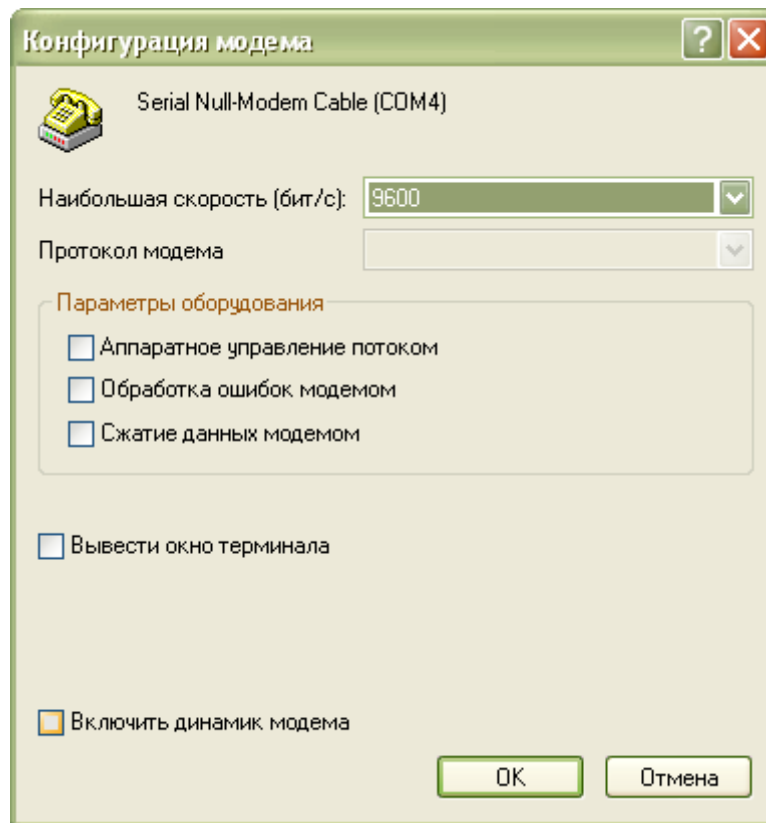 Конфигурация модема
Serial Null-Modem Cable (COM4)
Наибольшая скорость (бит/с): 9600
Протокол модема
Параметры оборудования
Аппаратное управление потоком
Обработка ошибок модемом
Сжатие данных модемом
Вывести окно терминала
Включить динамик модема
OK Отмена